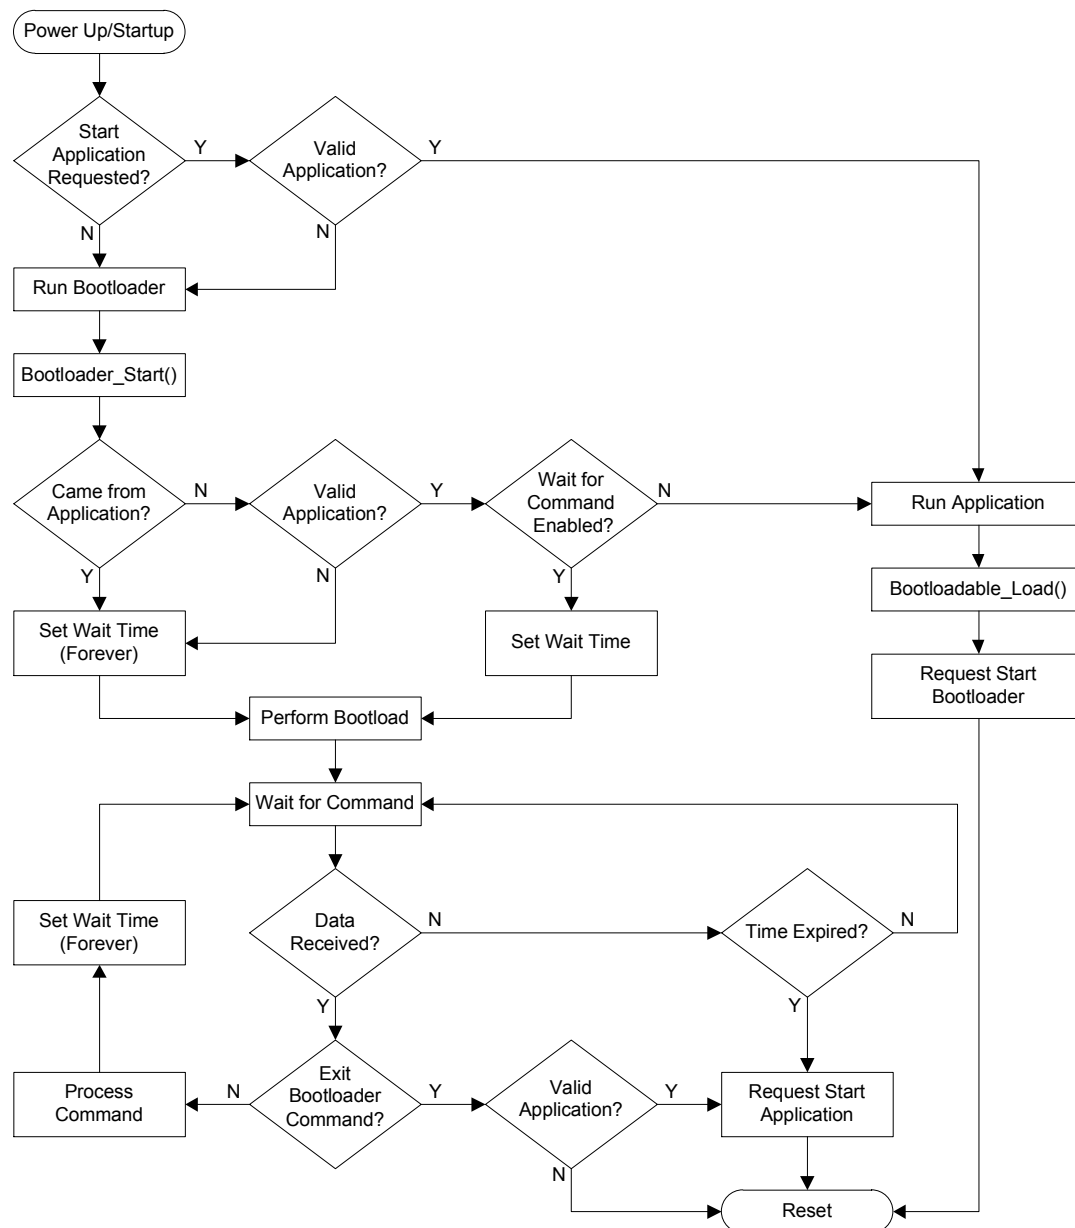 Power Up/Startup
Start
Application
Requested?
Y
Valid
Application?
Y
N
N
Run Bootloader
Bootloader_Start()
Came from
Application?
N
Valid
Application?
Y
Wait for
Command
Enabled?
N
Run Application
Y
N
Y
Bootloadable_Load()
Set Wait Time
(Forever)
Set Wait Time
Request Start
Bootloader
Perform Bootload
Wait for Command
Set Wait Time
(Forever)
Data
Received?
N
Time Expired?
N
Y
Y
Process
Command
N
Exit
Bootloader
Command?
Y
Valid
Application?
Y
Request Start
Application
N
Reset